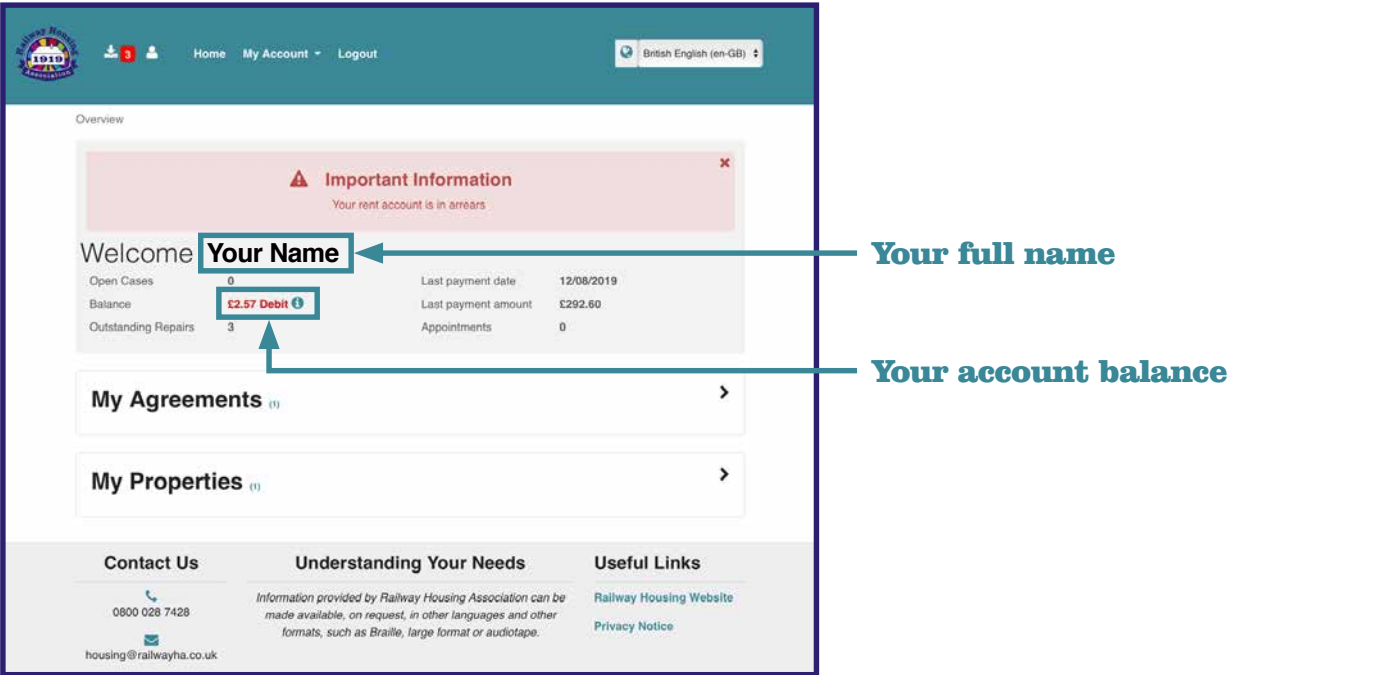 Railway Housing
1919
Association
3
Home My Account Logout
British English (en-GB)
Overview
Important Information
Your rent account is in arrears
Welcome Your Name
Your full name
Open Cases 0 Last payment date 12/08/2019
Balance £2.57 Debit Last payment amount £292.60
Outstanding Repairs 3 Appointments 0
Your account balance
My Agreements (1)
My Properties (1)
Contact Us
0800 028 7428
housing@railwayha.co.uk
Understanding Your Needs
Information provided by Railway Housing Association can be
made available, on request, in other languages and other
formats, such as Braille, large format or audiotape.
Useful Links
Railway Housing Website
Privacy Notice